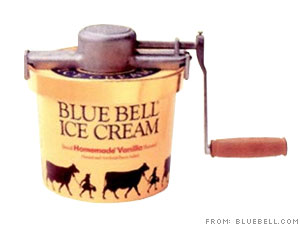 BLUE BELL
ICE CREAM
Homemade Vanilla
FROM: BLUEBELL.COM